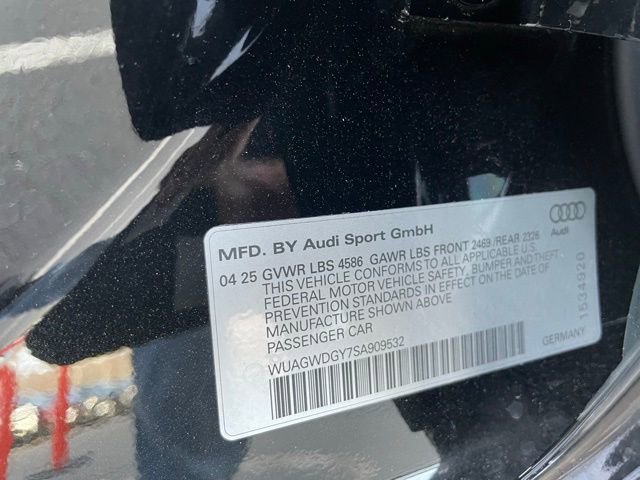 MFD. BY Audi Sport GmbH
04 25 GVWR LBS 4586 GAWR LBS FRONT 2469 /REAR 2326
THIS VEHICLE CONFORMS TO ALL APPLICABLE U.S.
FEDERAL MOTOR VEHICLE SAFETY, BUMPER AND THEFT
PREVENTION STANDARDS IN EFFECT ON THE DATE OF
MANUFACTURE SHOWN ABOVE
PASSENGER CAR
WUAGWDGY7SA909532
GERMANY
1534920
Audi